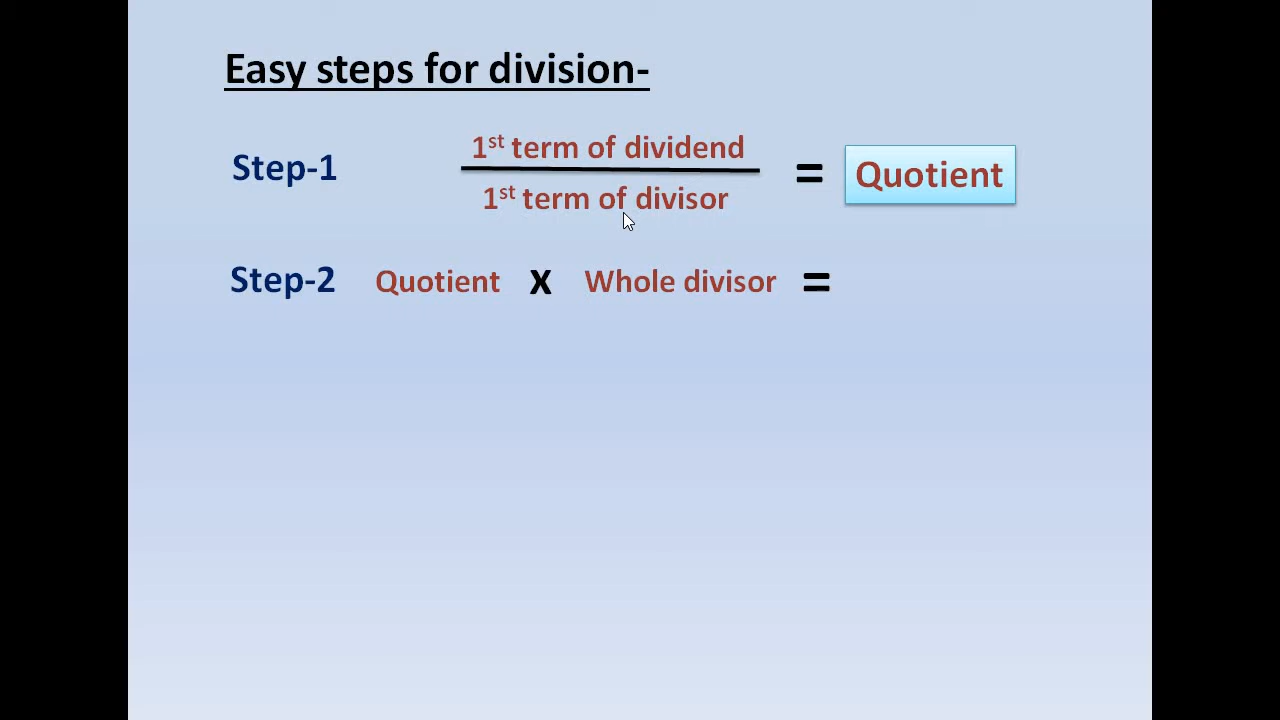 Easy steps for division-
Step-1 1st term of dividend / 1st term of divisor = Quotient
Step-2 Quotient x Whole divisor =